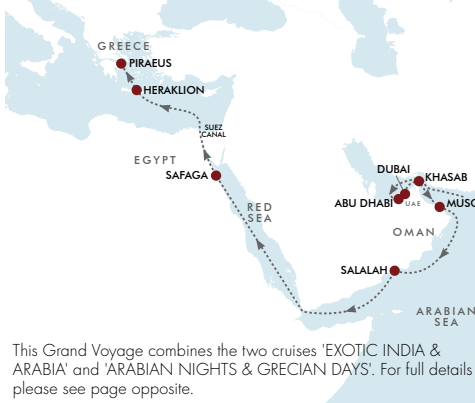 GREECE
PIRAEUS
HERAKLION
SUEZ
CANAL
EGYPT
SAFAGA
RED
SEA
DUBAI
KHASAB
ABU DHABI
UAE
MUSC
OMAN
SALALAH
ARABIAN
SEA
This Grand Voyage combines the two cruises 'EXOTIC INDIA &
ARABIA' and 'ARABIAN NIGHTS & GRECIAN DAYS'. For full details
please see page opposite.